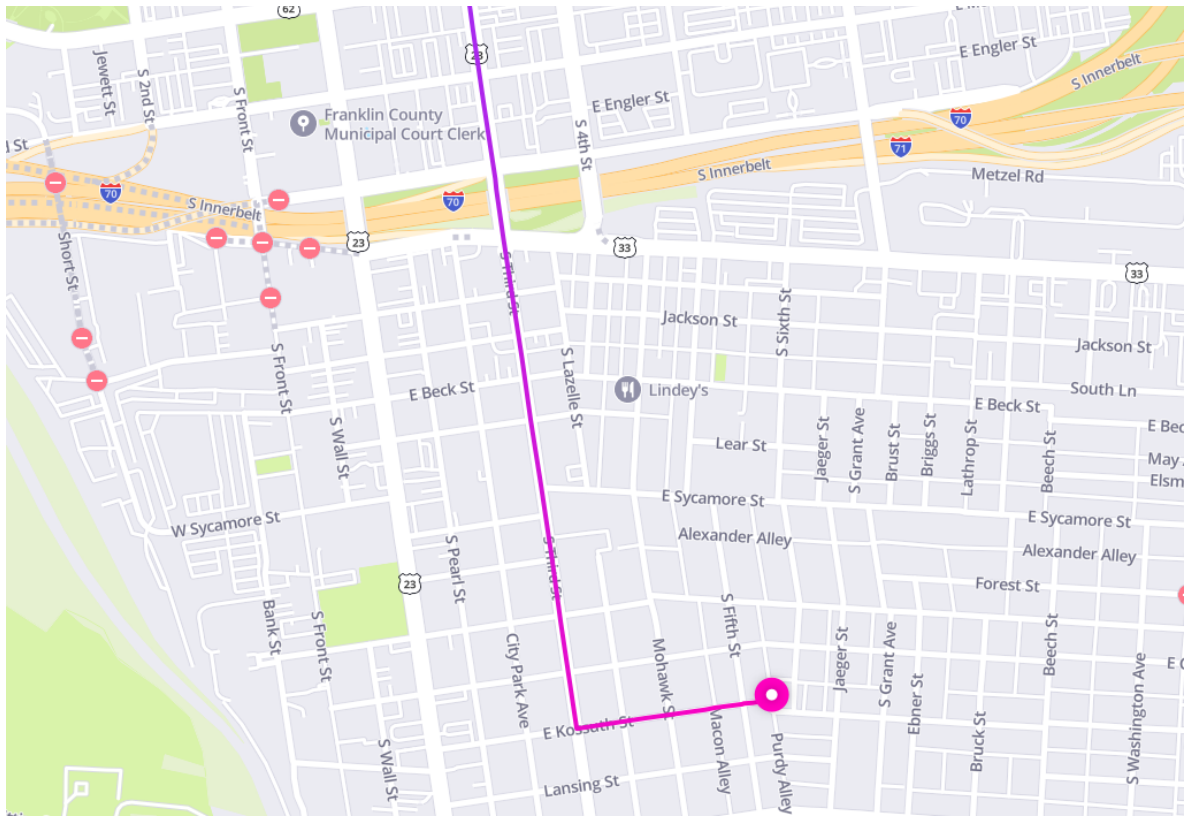 62
E Engler St
S Innerbelt
Jewett St
S 2nd St
S Front St
23
E Engler St
Franklin County
Municipal Court Clerk
S 4th St
70
71
d St
S Innerbelt
Metzel Rd
70
70
S Innerbelt
Short St
23
33
33
S Third St
S Sixth St
Jackson St
Jackson St
S Front St
S Lazelle St
E Beck St
Lindey's
South Ln
E Beck St
S Wall St
Jaeger St
S Grant Ave
Brust St
Briggs St
Lathrop St
Beech St
E Bec
Lear St
May A
Elsm
E Sycamore St
W Sycamore St
E Sycamore St
Alexander Alley
Alexander Alley
S Pearl St
S Third St
23
Forest St
Bank St
S Front St
City Park Ave
Mohawk St
S Fifth St
Jaeger St
S Grant Ave
Ebner St
Beech St
S Washington Ave
E Kossuth St
Macon Alley
Purdy Alley
Bruck St
S Wall St
Lansing St